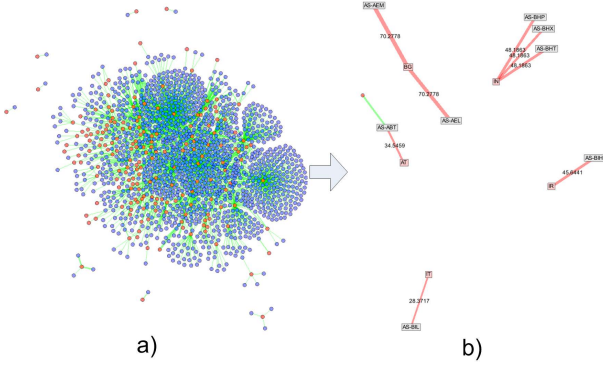 AS-AEM
70.2778
BG
70.2778
AS-AEL
AS-BHP
AS-BHX
AS-BHT
48.1863
48.1863
48.1863
IN
AS-ABT
34.5459
AT
AS-BIH
45.6441
IR
IT
28.3717
AS-BIL
a)
b)